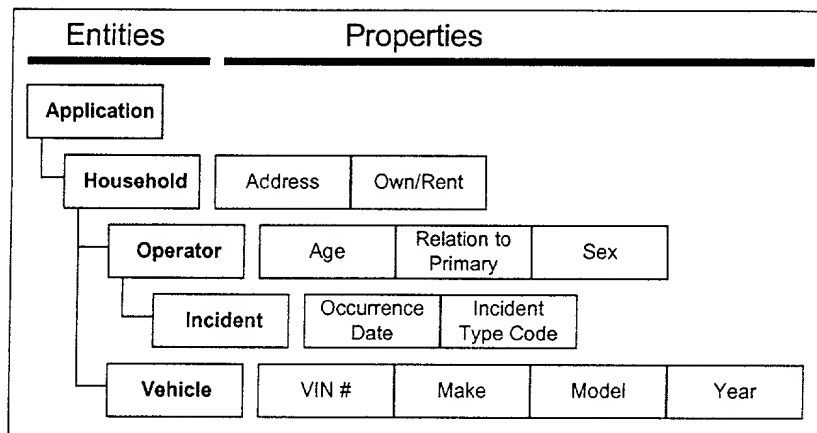 Entities Properties
Application
Household Address Own/Rent
Operator Age Relation to Primary Sex
Incident Occurrence Date Incident Type Code
Vehicle VIN # Make Model Year